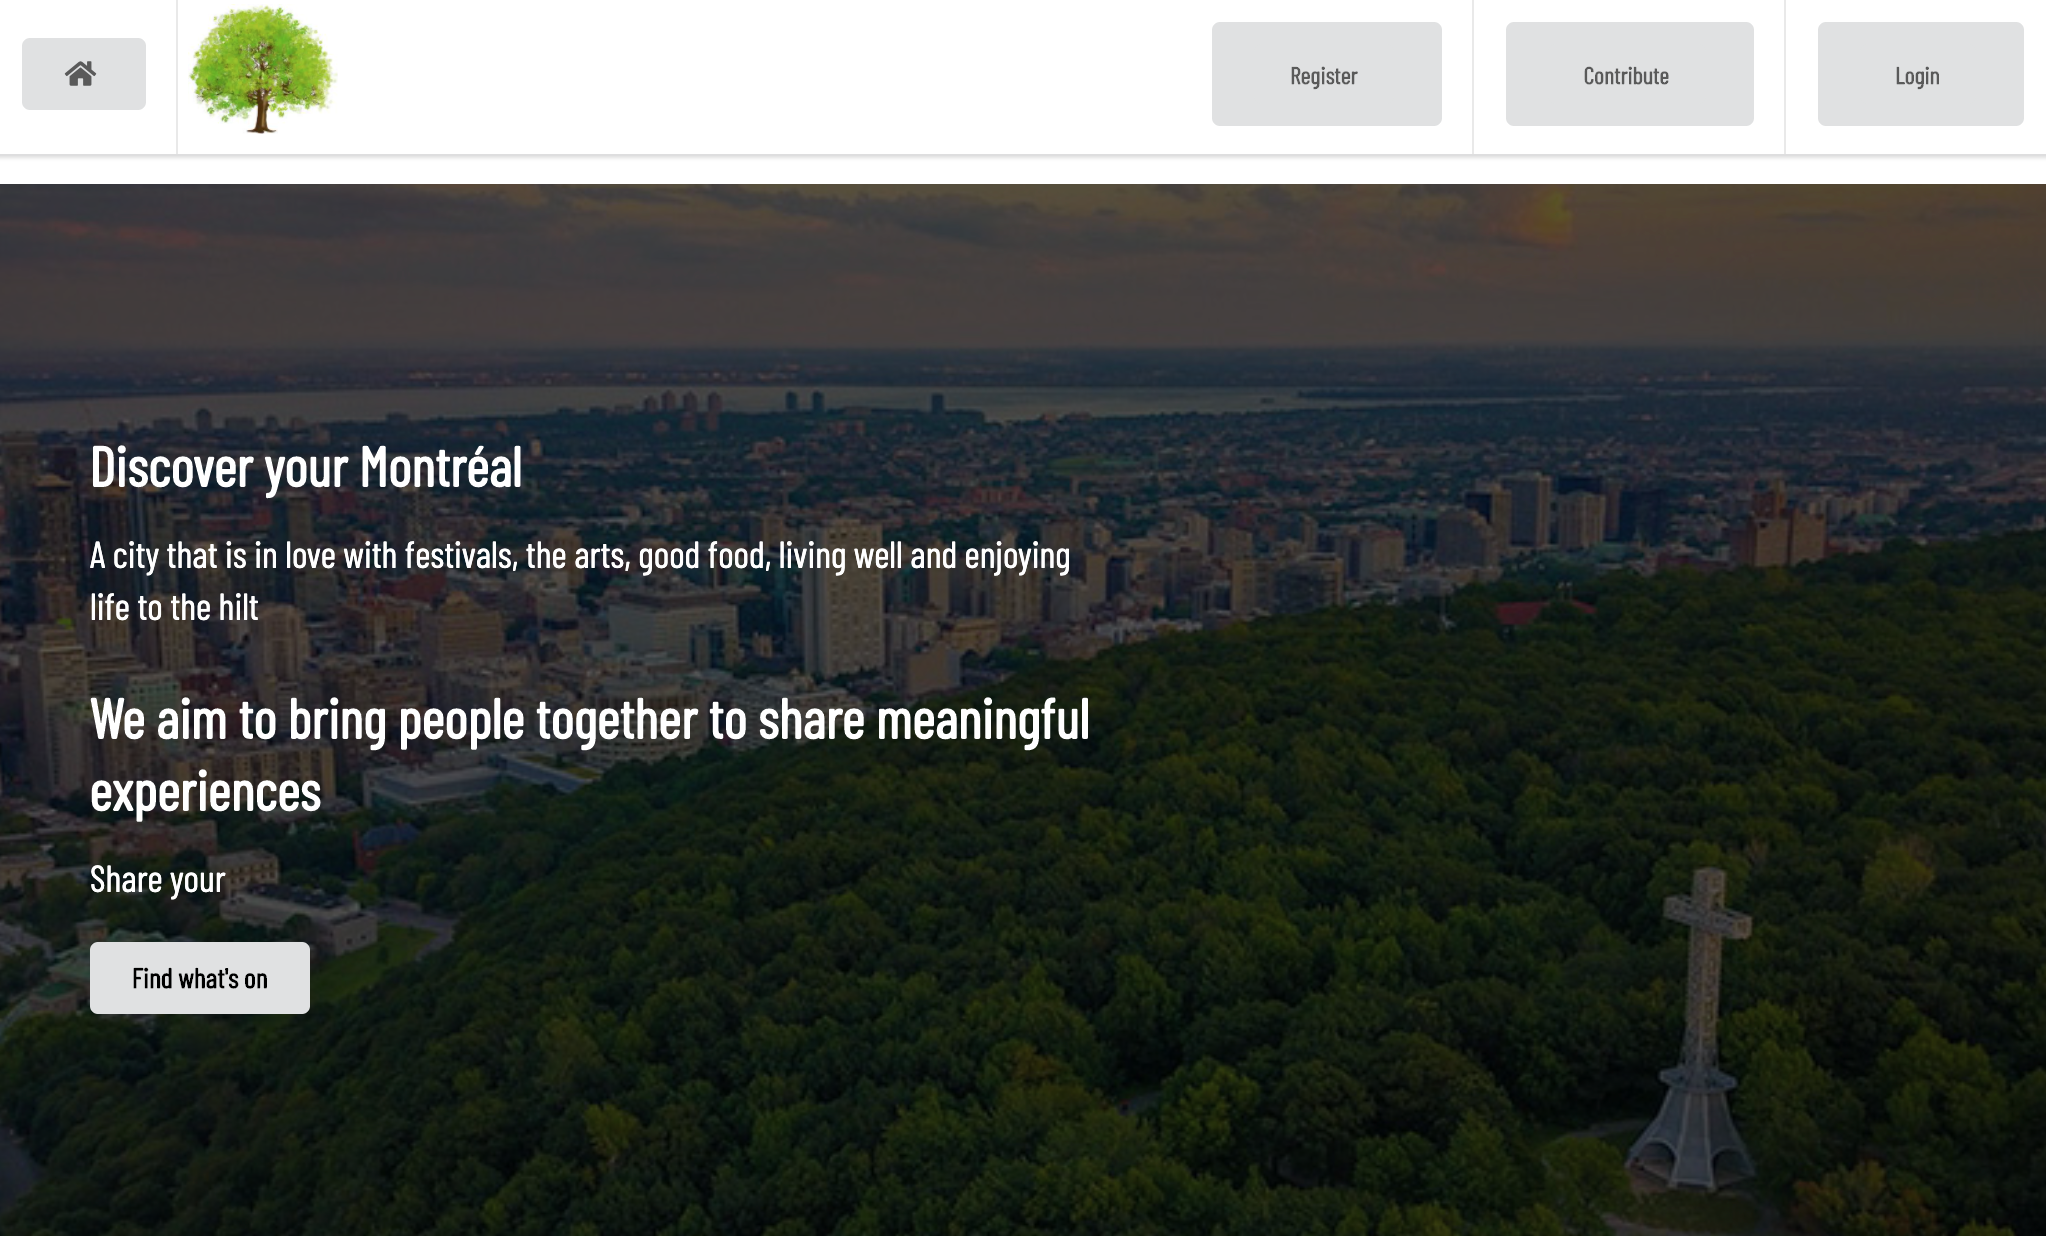 Register
Contribute
Login
Discover your Montréal
A city that is in love with festivals, the arts, good food, living well and enjoying
life to the hilt
We aim to bring people together to share meaningful
experiences
Share your
Find what's on